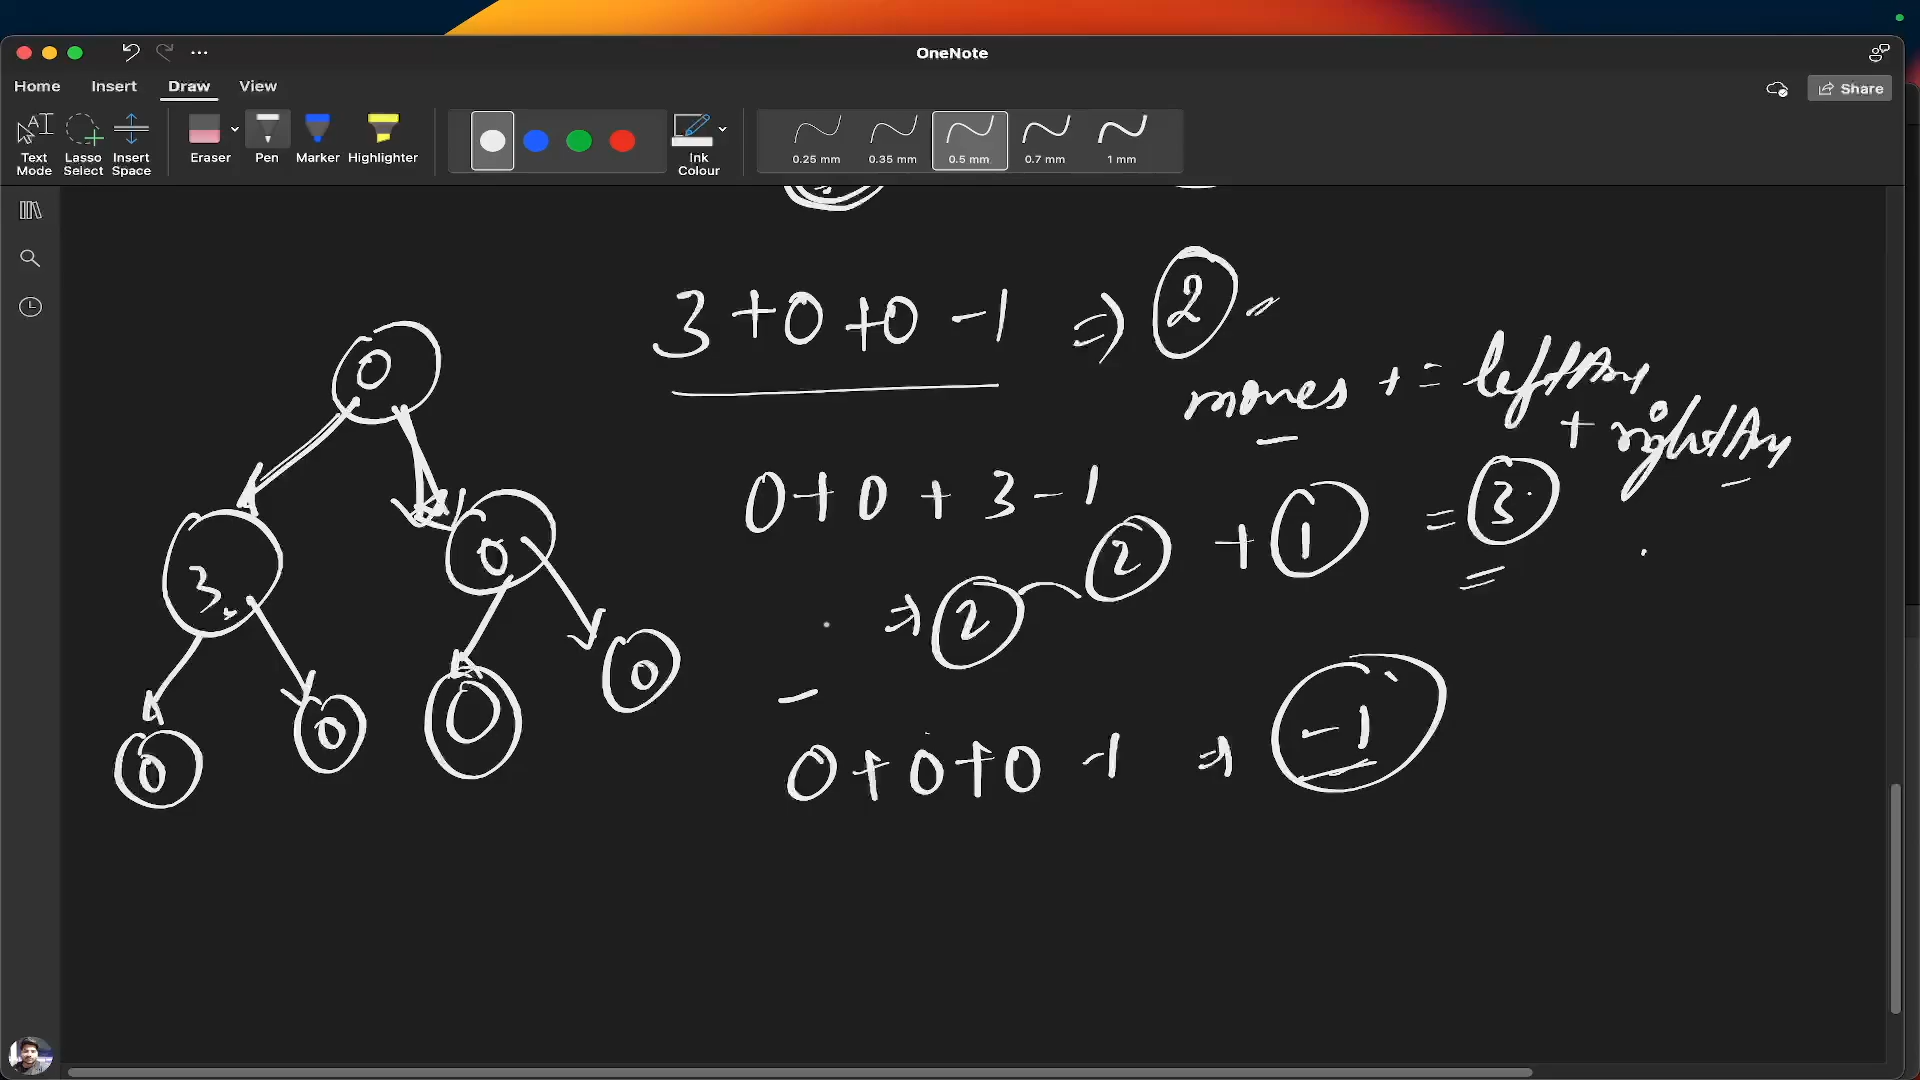 OneNote
Home Insert Draw View
Share
Text Mode Lasso Select Insert Space Eraser Pen Marker Highlighter Ink Colour 0.25 mm 0.35 mm 0.5 mm 0.7 mm 1 mm
3 + 0 + 0 - 1 => 2
moves + =
+
0 + 0 + 3 - 1
=> 2 2 + 1 = 3
0 + 0 + 0 - 1 => -1
0
3 0
0 0 0 0